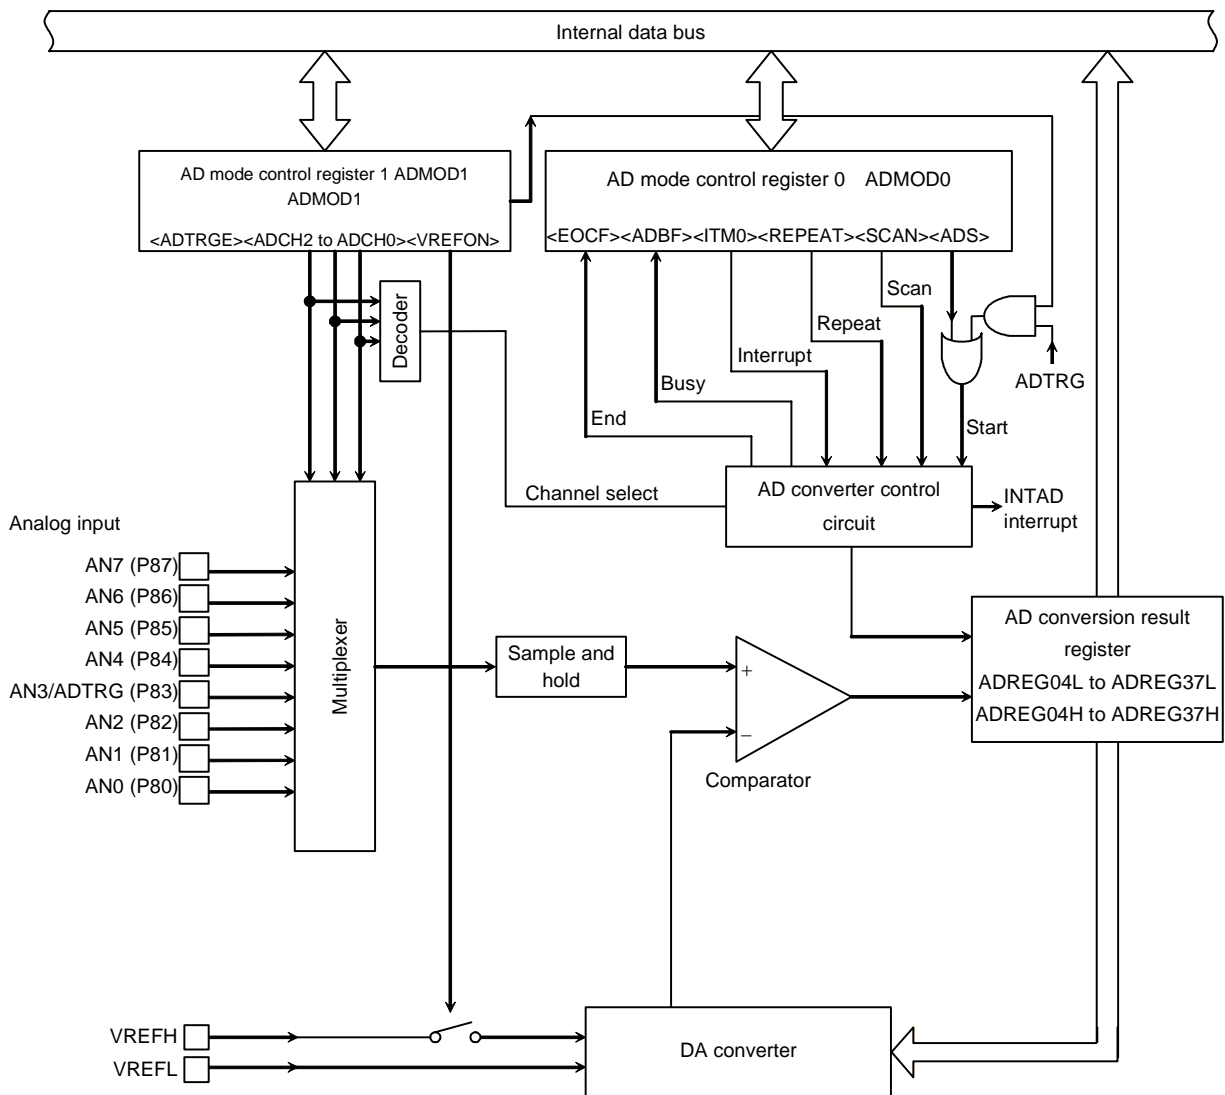 Internal data bus
AD mode control register 1 ADMOD1
ADMOD1
<ADTRGE><ADCH2 to ADCH0><VREFON>
AD mode control register 0 ADMOD0
<EOCF><ADBF><ITM0><REPEAT><SCAN><ADS>
Decoder
Scan
Repeat
Interrupt
Busy
End
ADTRG
Start
Channel select
AD converter control
circuit
INTAD
interrupt
Analog input
AN7 (P87)
AN6 (P86)
AN5 (P85)
AN4 (P84)
AN3/ADTRG (P83)
AN2 (P82)
AN1 (P81)
AN0 (P80)
Multiplexer
Sample and
hold
+
−
Comparator
AD conversion result
register
ADREG04L to ADREG37L
ADREG04H to ADREG37H
VREFH
VREFL
DA converter